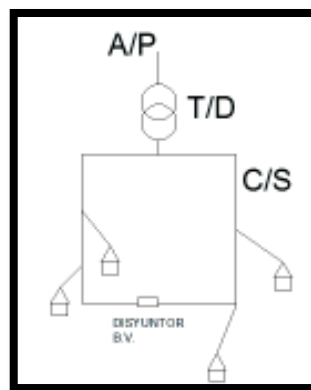 A/P
T/D
C/S
DISYUNTOR
B.V.